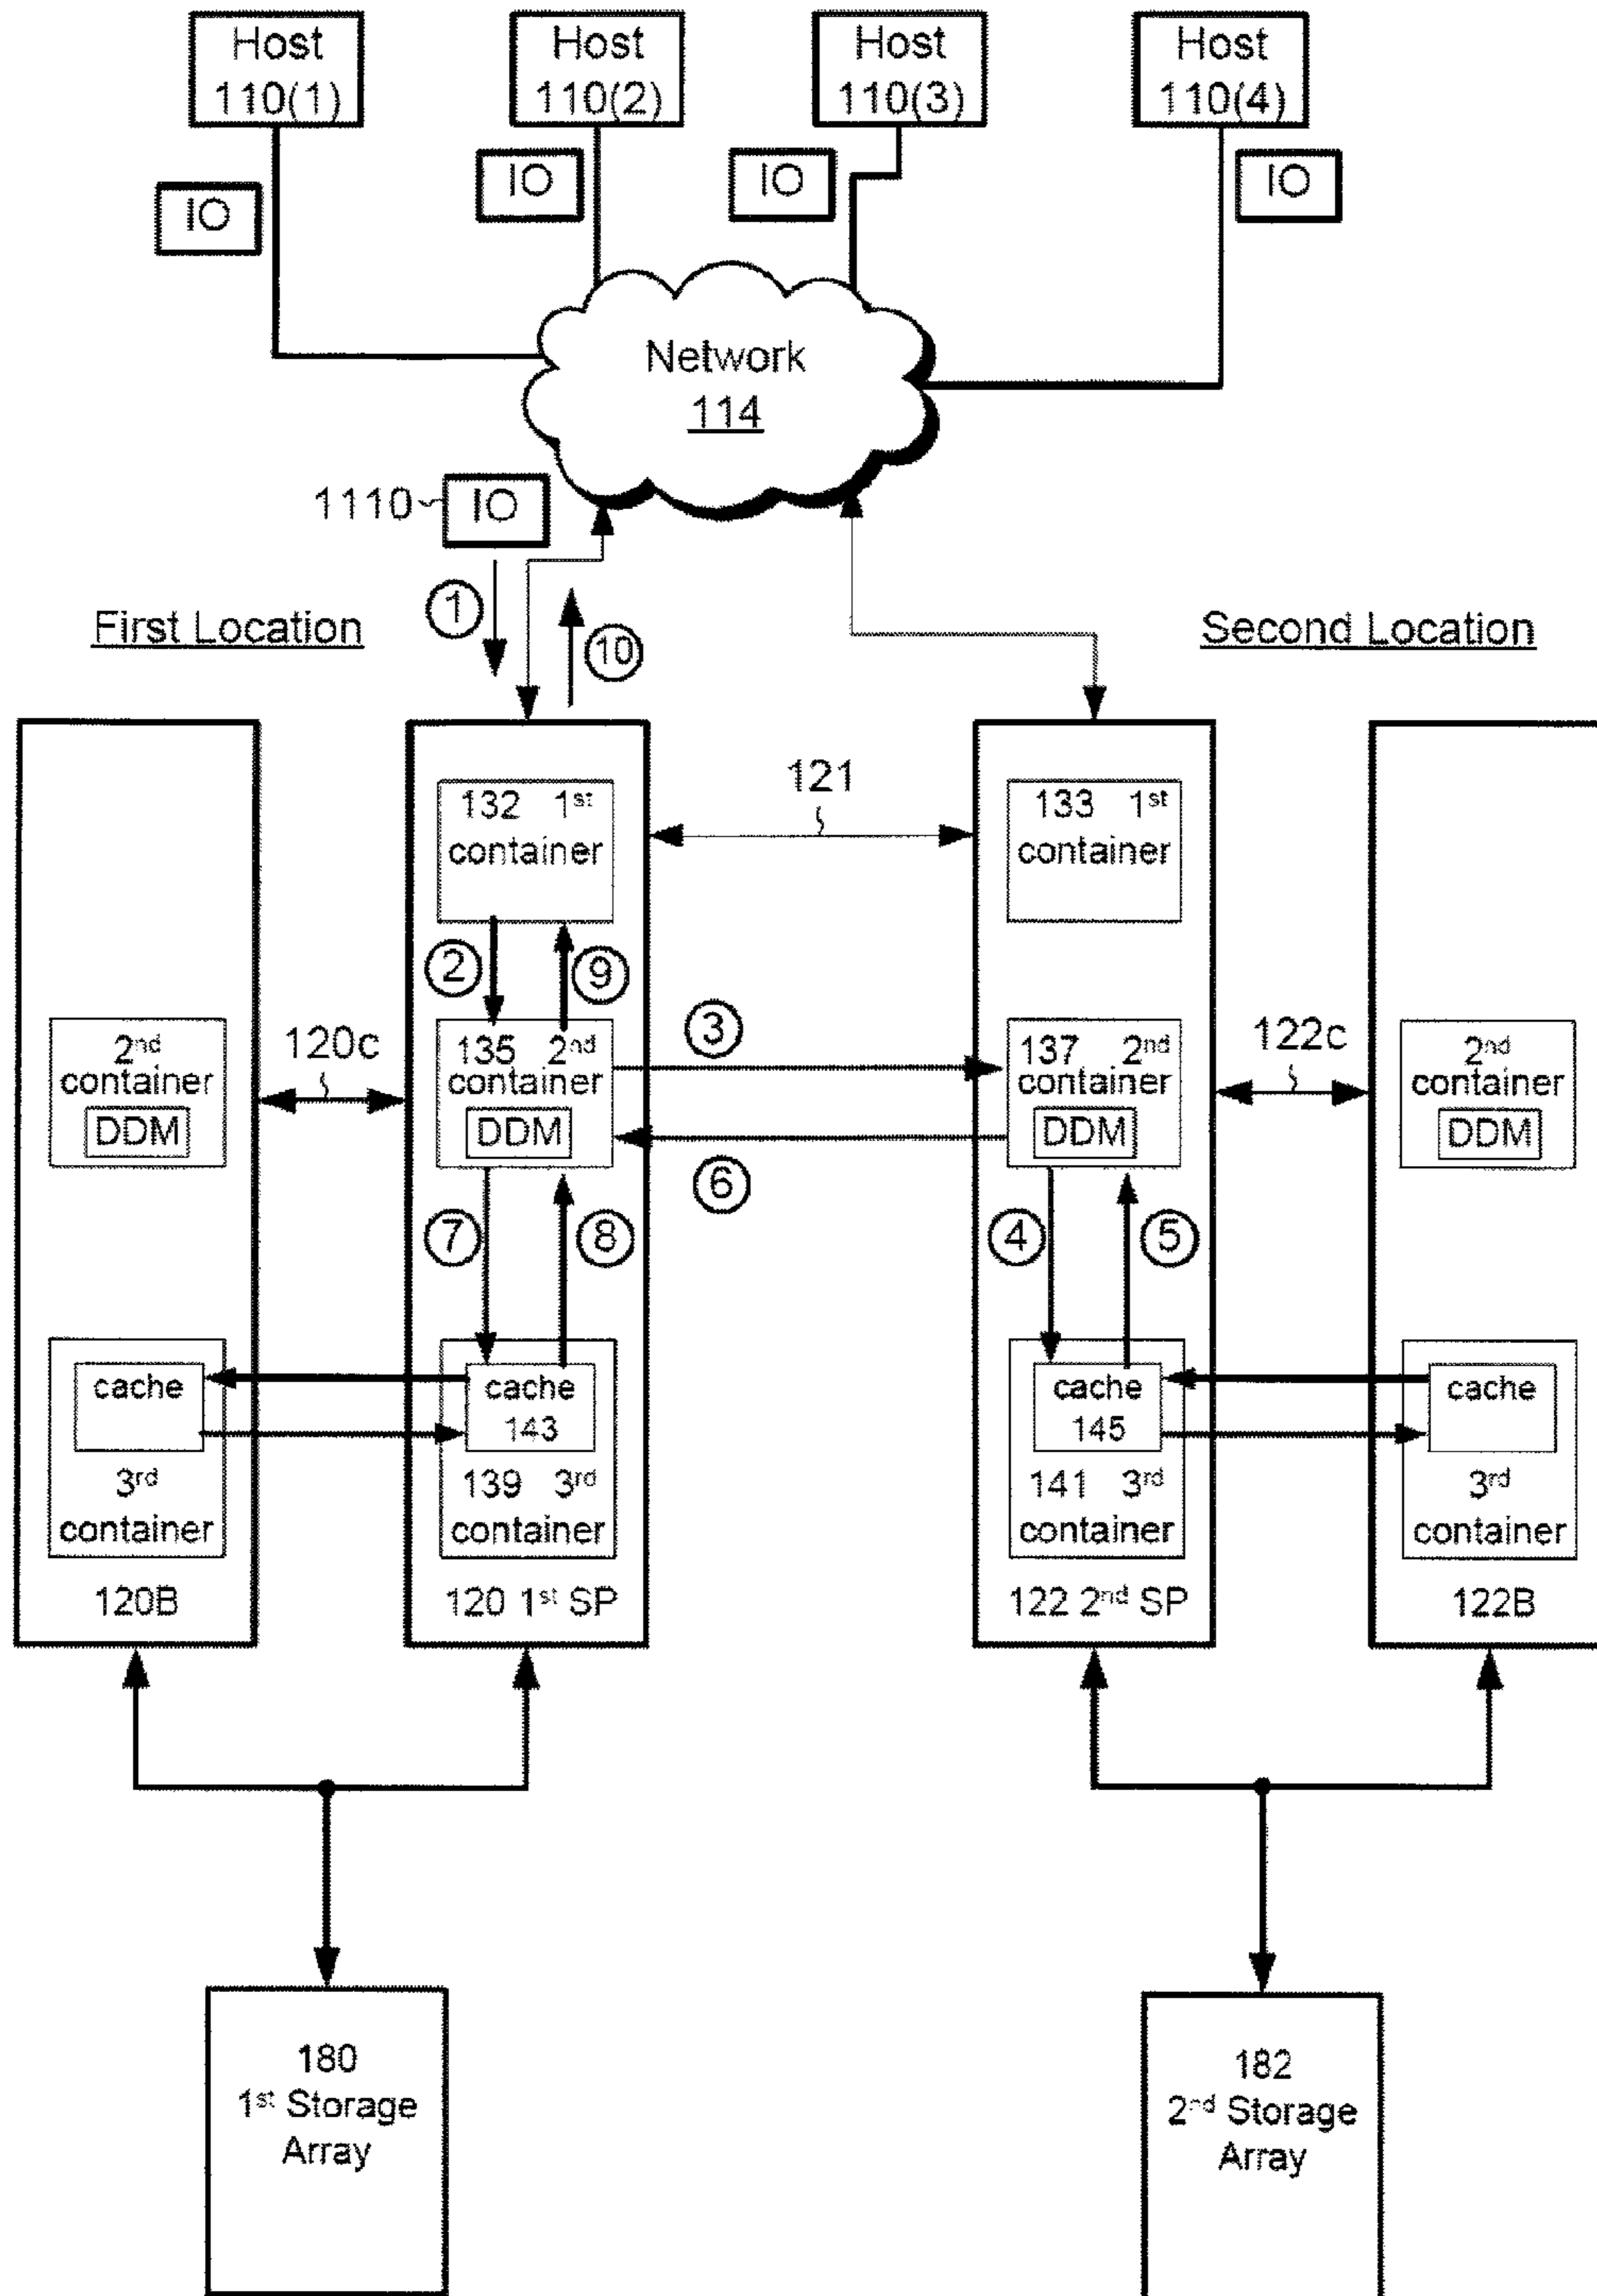 Host
110(1)
Host
110(2)
Host
110(3)
Host
110(4)
IO
IO
IO
IO
Network
114
1110
IO
1
10
First Location
Second Location
132 1st
container
121
133 1st
container
2
9
3
2nd
container
DDM
120c
135 2nd
container
DDM
137 2nd
container
DDM
122c
2nd
container
DDM
6
7
8
4
5
cache
3rd
container
120B
cache
143
139 3rd
container
120 1st SP
cache
145
141 3rd
container
122 2nd SP
cache
3rd
container
122B
180
1st Storage
Array
182
2nd Storage
Array